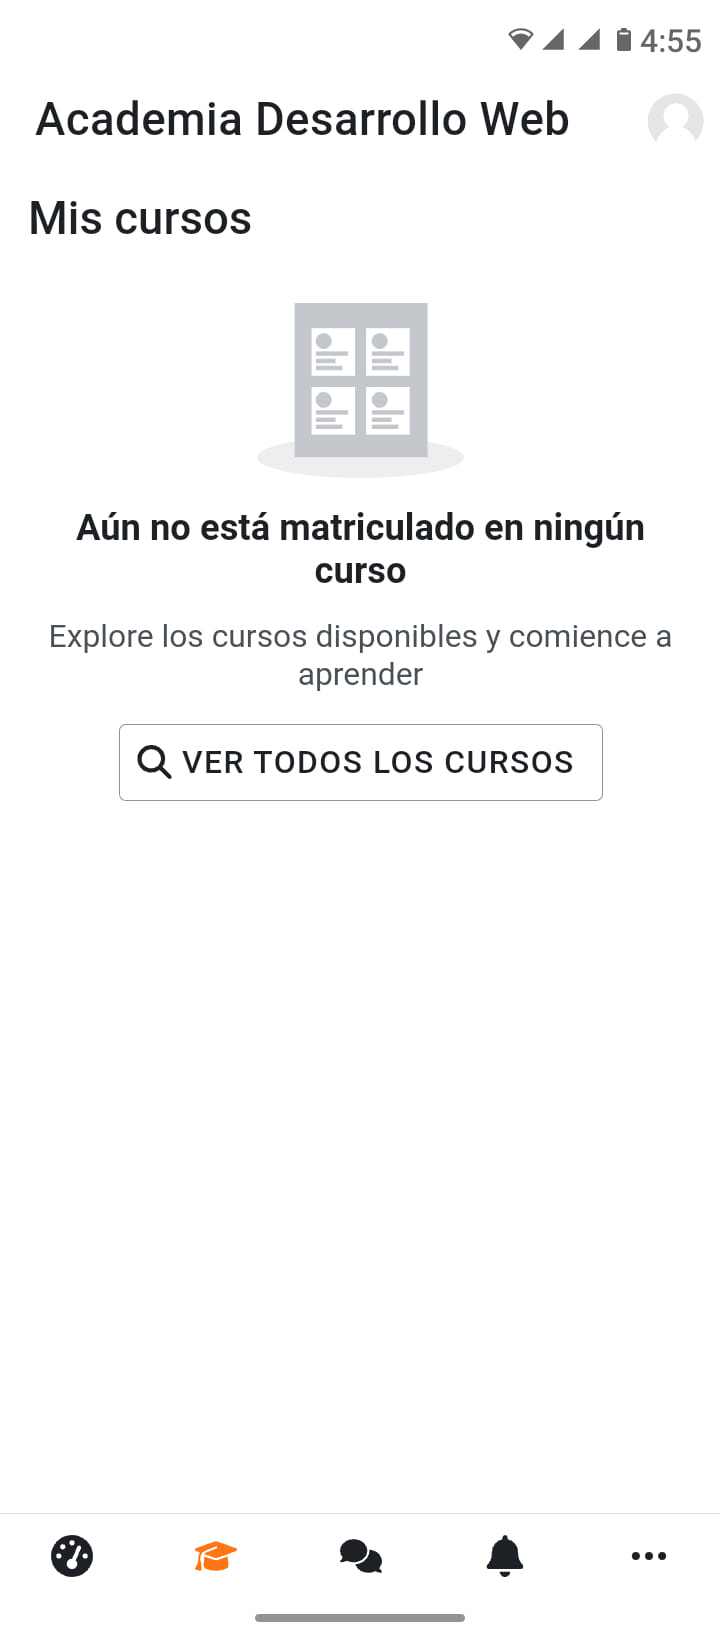 4:55
Academia Desarrollo Web
Mis cursos
Aún no está matriculado en ningún
curso
Explore los cursos disponibles y comience a
aprender
VER TODOS LOS CURSOS